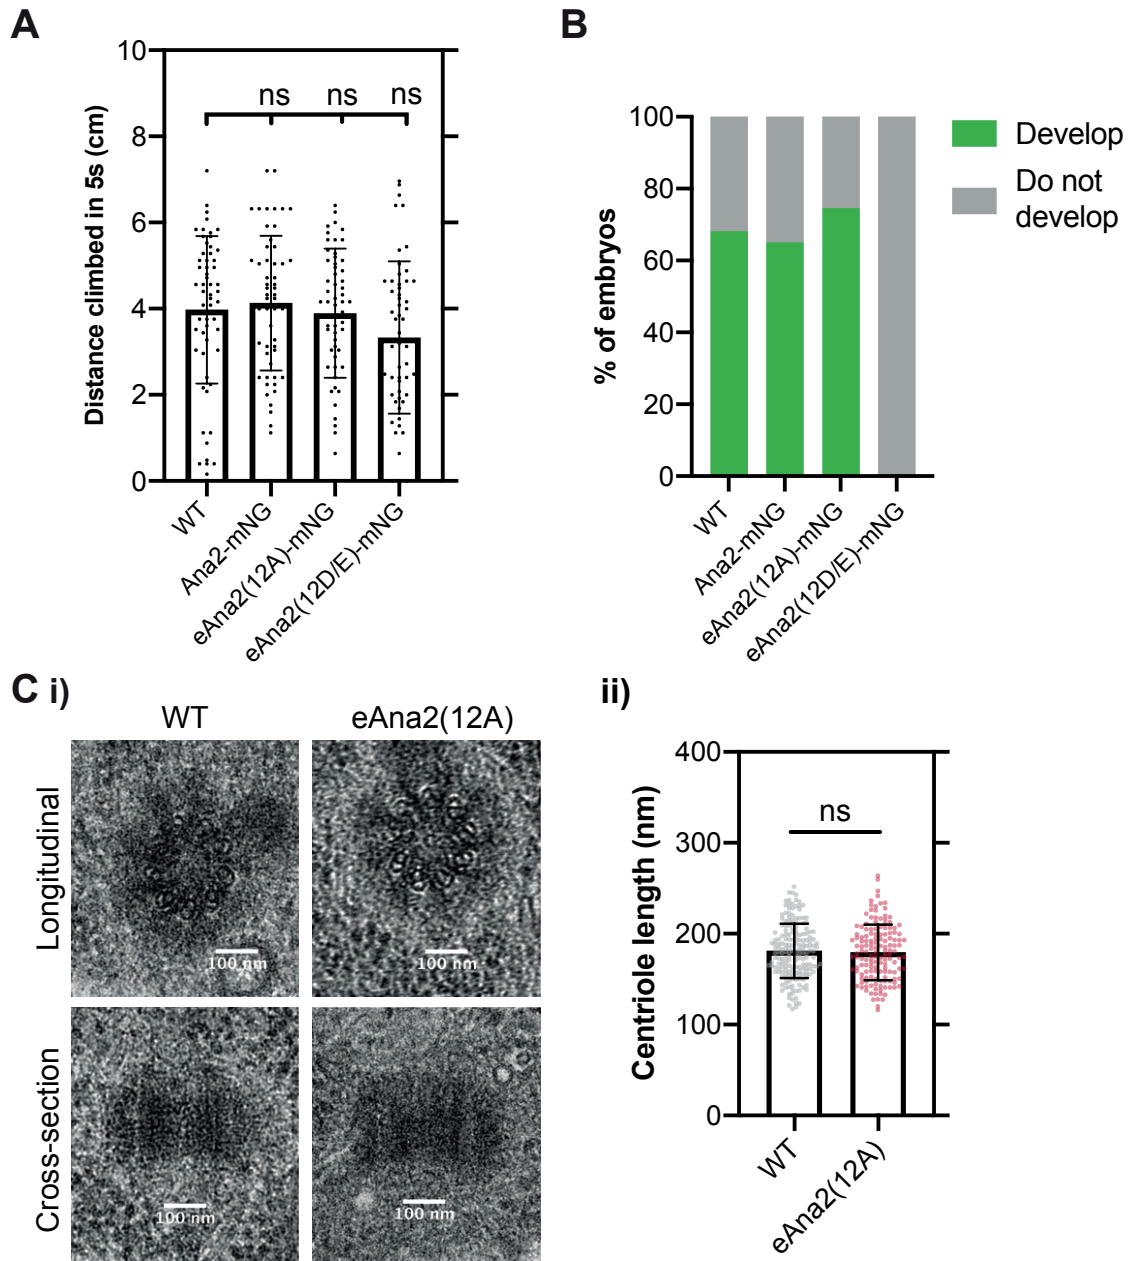 A
B
10
8
6
4
2
0
Distance climbed in 5s (cm)
ns
ns
ns
WT
Ana2-mNG
eAna2(12A)-mNG
eAna2(12D/E)-mNG
100
80
60
40
20
0
% of embryos
Develop
Do not
develop
WT
Ana2-mNG
eAna2(12A)-mNG
eAna2(12D/E)-mNG
C i)
WT
eAna2(12A)
Longitudinal
100 nm
100 nm
Cross-section
100 nm
100 nm
ii)
400
300
200
100
0
Centriole length (nm)
ns
WT
eAna2(12A)